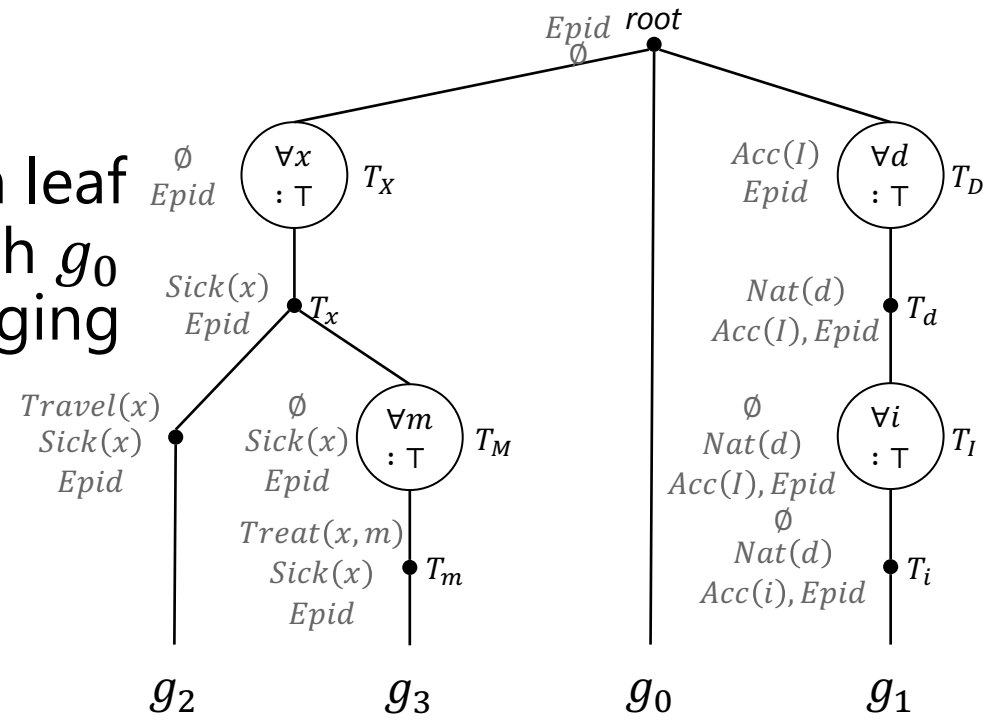 root
Epid
∅
n leaf
h g₀
ging
∅
Epid
∀x
: ⊤
T_X
Acc(I)
Epid
∀d
: ⊤
T_D
Sick(x)
Epid
T_x
Nat(d)
Acc(I), Epid
T_d
Travel(x)
Sick(x)
Epid
∅
Sick(x)
Epid
∀m
: ⊤
T_M
∅
Nat(d)
Acc(I), Epid
∀i
: ⊤
T_I
Treat(x, m)
Sick(x)
Epid
T_m
∅
Nat(d)
Acc(i), Epid
T_i
g₂
g₃
g₀
g₁